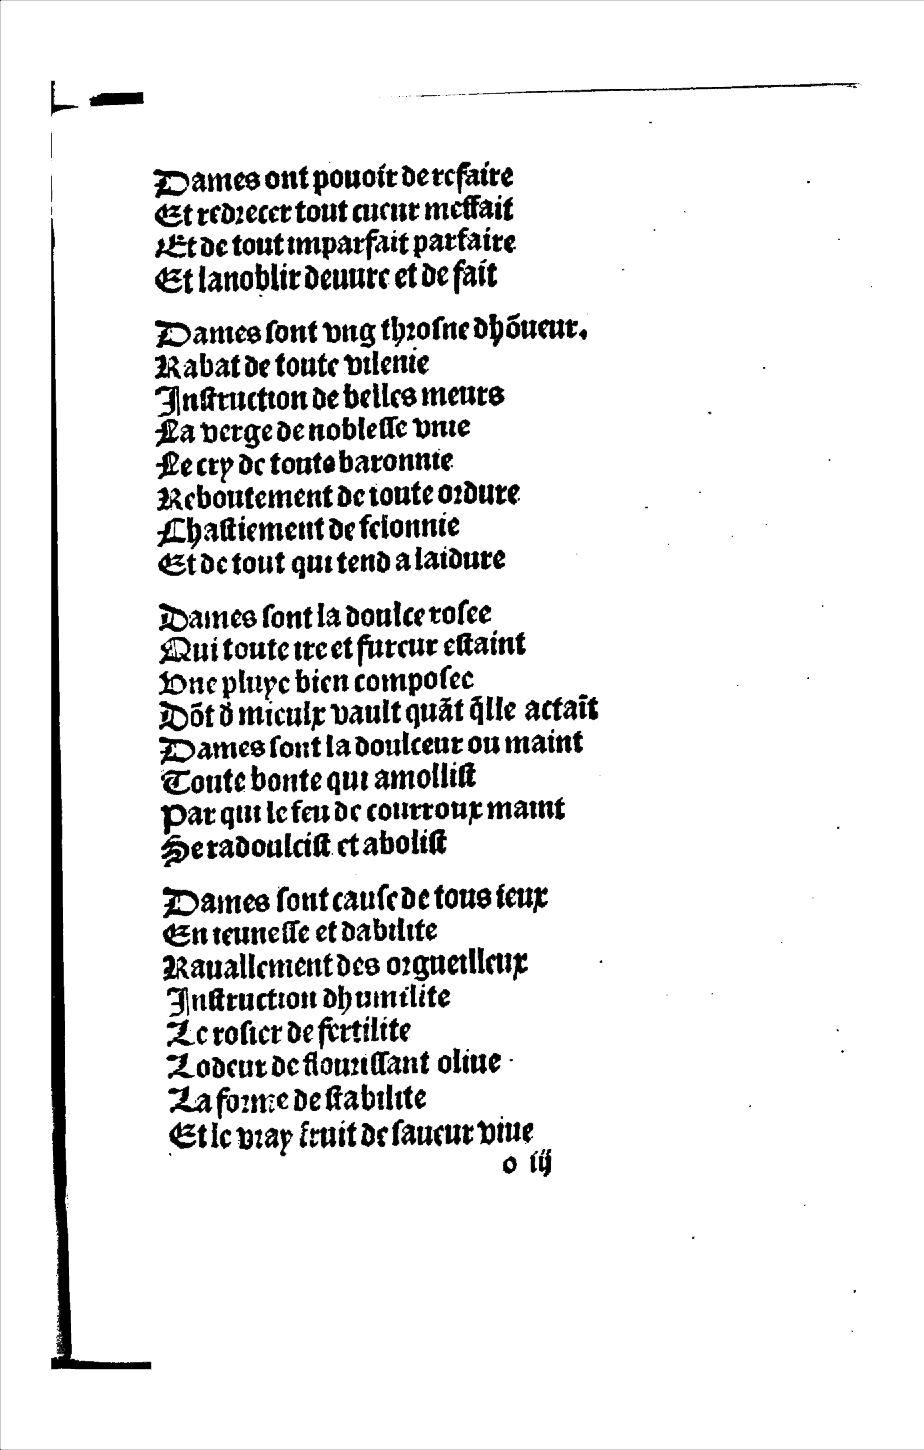 Dames ont pouoir de refaire
Et redrecer tout cueur meffait
Et de tout imparfait parfaire
Et lanoblir deuure et de fait
Dames sont vng throsne dhõueur.
Rabat de toute vilenie
Instruction de belles meurs
La verge de noblesse vnie
Le cry de toute baronnie
Reboutement de toute ordure
Chastiement de felonnie
Et de tout qui tend a laidure
Dames sont la doulce rosee
Qui toute ire et fureur estaint
Vne pluye bien composee
Dõt d̃ mieulx vault quãt q̃lle actaĩt
Dames sont la doulceur ou maint
Toute bonte qui amollist
Par qui le feu de courroux maint
Se radoulcist et abolist
Dames sont cause de tous ieux
En ieunesse et dabilite
Rauallement des orgueilleux
Instruction dhumilite
Le rosier de fertilite
Lodeur de flourissant oliue
La forme de stabilite
Et le vray fruit de saueur viue
o iij